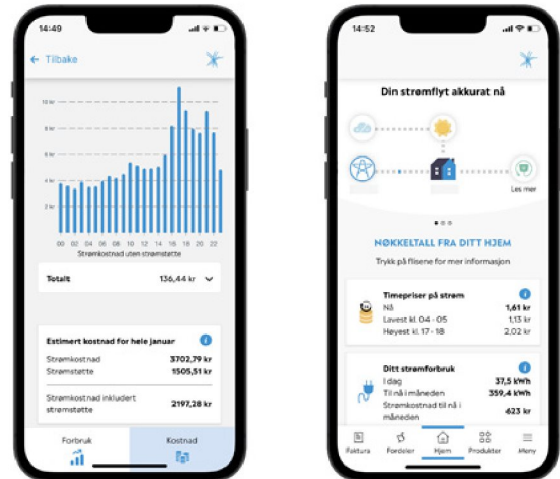 14:49
← Tilbake
10 kr
8 kr
6 kr
4 kr
2 kr
00 02 04 06 08 10 12 14 16 18 20 22
Strømkostnad uten strømstøtte
Totalt 136,44 kr
Estimert kostnad for hele januar
Strømkostnad 3702,79 kr
Strømstøtte 1505,51 kr
Strømkostnad inkludert
strømstøtte 2197,28 kr
Forbruk Kostnad
14:52
Din strømflyt akkurat nå
Les mer
NØKKELTALL FRA DITT HJEM
Trykk på flisene for mer informasjon
Timepriser på strøm
Nå 1,61 kr
Lavest kl. 04 - 05 1,13 kr
Høyest kl. 17 - 18 2,02 kr
Ditt strømforbruk
I dag 37,5 kWh
Til nå i måneden 359,4 kWh
Strømkostnad til nå i
måneden 623 kr
Faktura Fordeler Hjem Produkter Meny